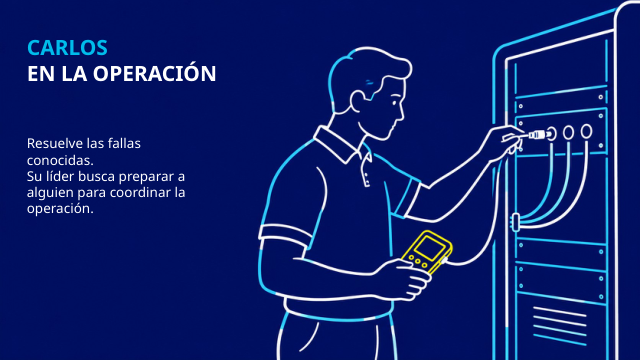 CARLOS
EN LA OPERACIÓN
Resuelve las fallas
conocidas.
Su líder busca preparar a
alguien para coordinar la
operación.